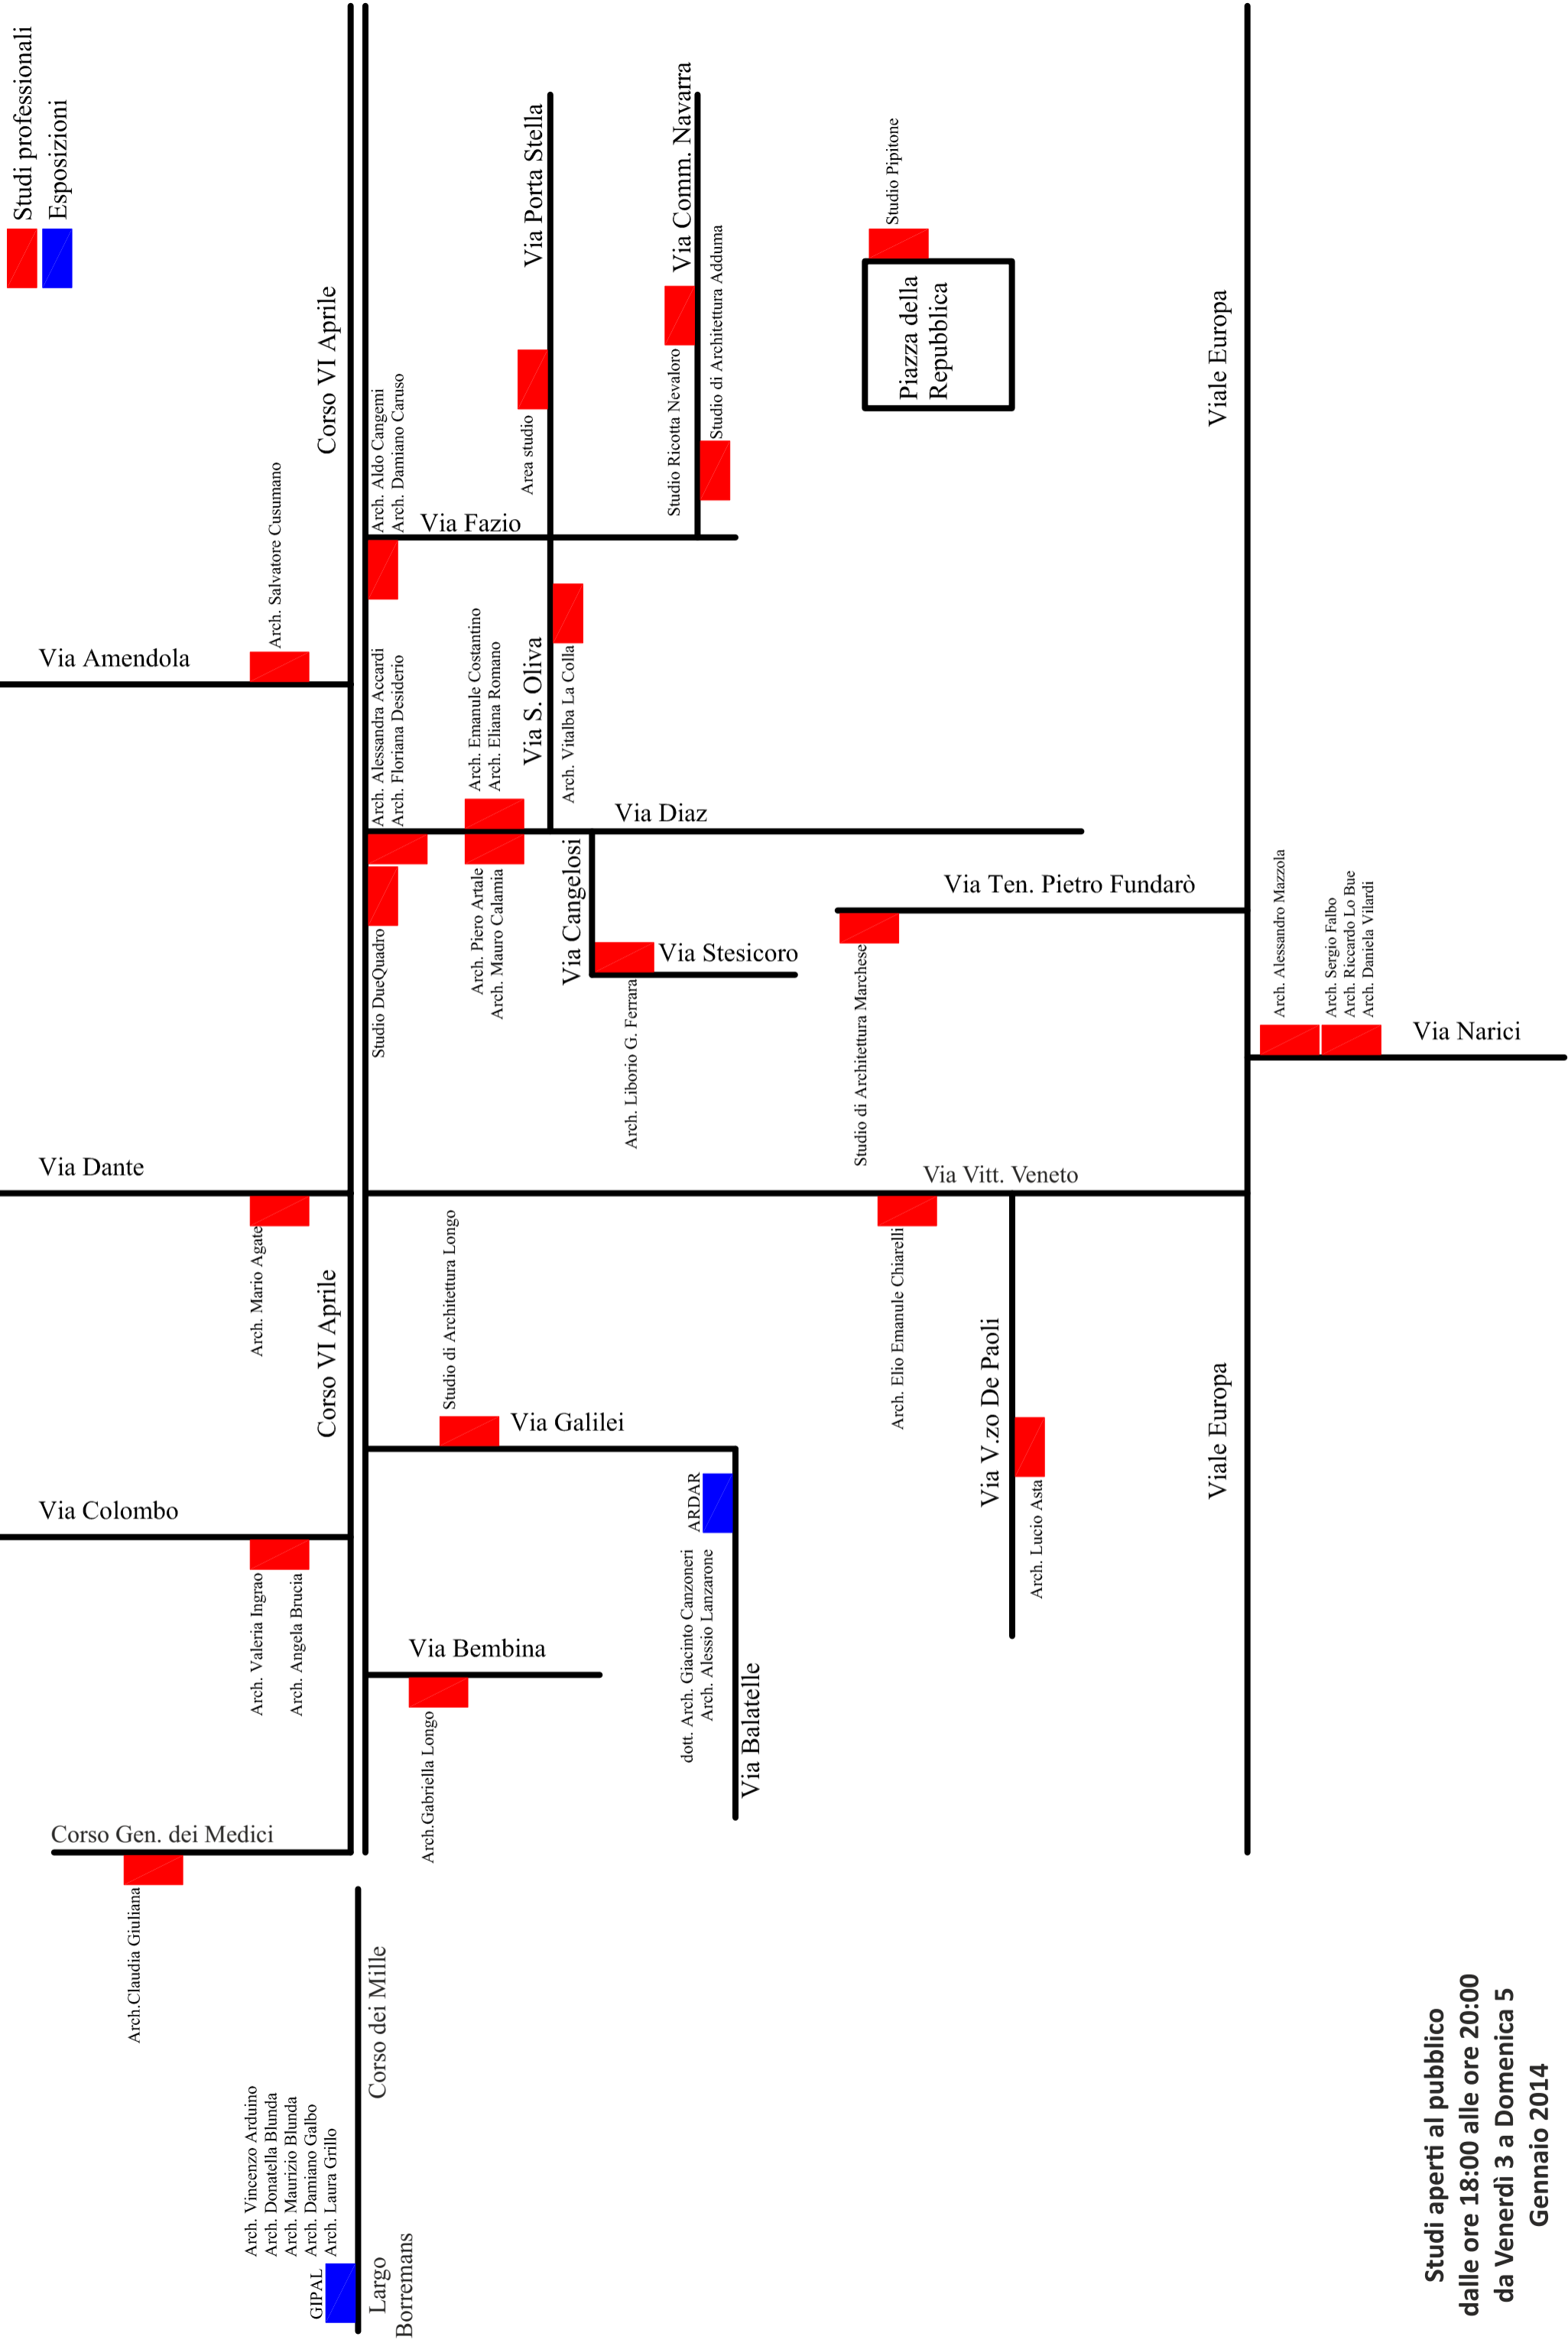 Studi professionali
Esposizioni
Corso VI Aprile
Via Amendola
Arch. Salvatore Cusumano
Arch. Aldo Cangemi
Arch. Damiano Caruso
Via Fazio
Via Porta Stella
Area studio
Via Comm. Navarra
Studio Ricotta Nevaloro
Studio di Architettura Adduma
Studio Pipitone
Piazza della
Repubblica
Viale Europa
Arch. Alessandra Accardi
Arch. Floriana Desiderio
Studio DueQuadro
Arch. Emanule Costantino
Arch. Eliana Romano
Arch. Piero Artale
Arch. Mauro Calamia
Via S. Oliva
Arch. Vitalba La Colla
Via Diaz
Via Cangelosi
Via Stesicoro
Arch. Liborio G. Ferrara
Via Ten. Pietro Fundarò
Studio di Architettura Marchese
Arch. Alessandro Mazzola
Arch. Sergio Falbo
Arch. Riccardo Lo Bue
Arch. Daniela Vilardi
Via Narici
Via Dante
Arch. Mario Agate
Corso VI Aprile
Via Vitt. Veneto
Arch. Elio Emanule Chiarelli
Studio di Architettura Longo
Via Galilei
Via V.zo De Paoli
Arch. Lucio Asta
Viale Europa
Via Colombo
Arch. Valeria Ingrao
Arch. Angela Brucia
Via Bembina
Arch.Gabriella Longo
ARDAR
dott. Arch. Giacinto Canzoneri
Arch. Alessio Lanzarone
Via Balatelle
Corso Gen. dei Medici
Arch.Claudia Giuliana
Corso dei Mille
Arch. Vincenzo Arduino
Arch. Donatella Blunda
Arch. Maurizio Blunda
Arch. Damiano Galbo
Arch. Laura Grillo
GIPAL
Largo
Borremans
Studi aperti al pubblico
dalle ore 18:00 alle ore 20:00
da Venerdì 3 a Domenica 5
Gennaio 2014